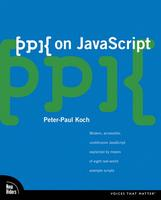 ppk on JavaScript
ppk
Peter-Paul Koch
Modern, accessible,
unobtrusive JavaScript
explained by means
of eight real-world
example scripts
New
Riders
VOICES THAT MATTER